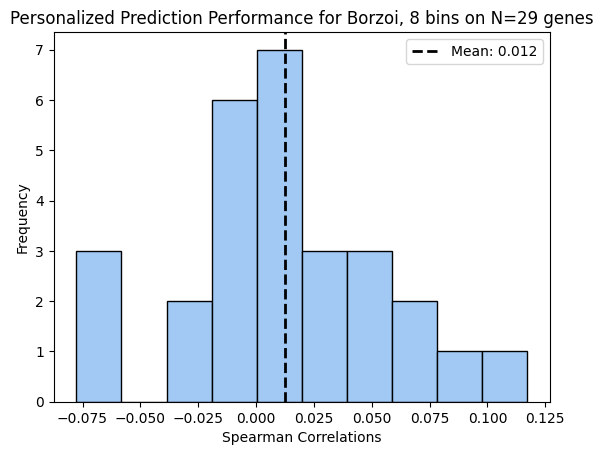 Personalized Prediction Performance for Borzoi, 8 bins on N=29 genes
Mean: 0.012
Frequency
7
6
5
4
3
2
1
0
−0.075 −0.050 −0.025 0.000 0.025 0.050 0.075 0.100 0.125
Spearman Correlations